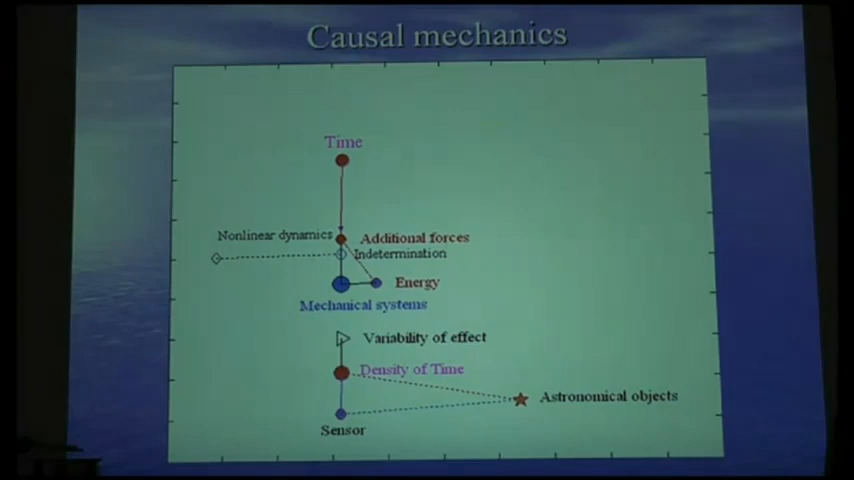 Causal mechanics
Time
Nonlinear dynamics
Additional forces
Indetermination
Energy
Mechanical systems
Variability of effect
Density of Time
Astronomical objects
Sensor